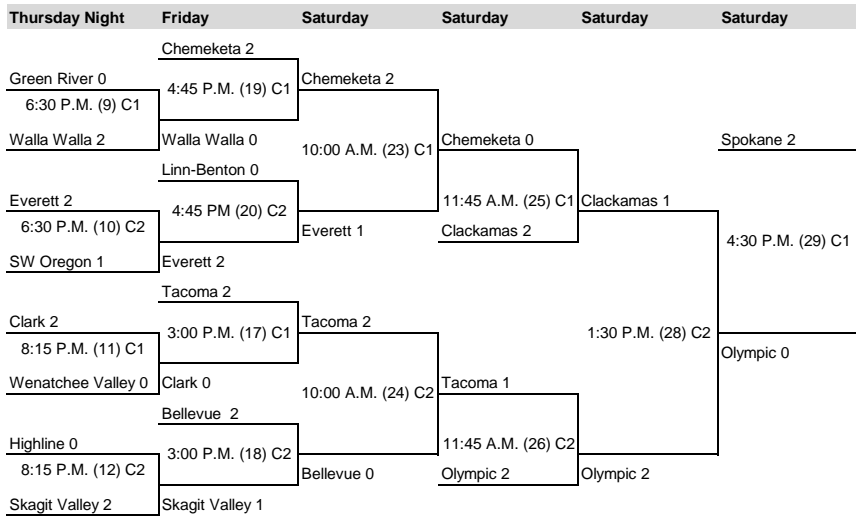 Thursday Night Friday Saturday Saturday Saturday Saturday
Chemeketa 2
Green River 0
4:45 P.M. (19) C1
Chemeketa 2
6:30 P.M. (9) C1
Walla Walla 2
Walla Walla 0
10:00 A.M. (23) C1
Chemeketa 0
Spokane 2
Linn-Benton 0
Everett 2
4:45 PM (20) C2
11:45 A.M. (25) C1
Clackamas 1
6:30 P.M. (10) C2
Everett 1
Clackamas 2
4:30 P.M. (29) C1
SW Oregon 1
Everett 2
Tacoma 2
Clark 2
3:00 P.M. (17) C1
Tacoma 2
1:30 P.M. (28) C2
8:15 P.M. (11) C1
Olympic 0
Wenatchee Valley 0
Clark 0
10:00 A.M. (24) C2
Tacoma 1
Bellevue 2
Highline 0
3:00 P.M. (18) C2
11:45 A.M. (26) C2
8:15 P.M. (12) C2
Bellevue 0
Olympic 2
Olympic 2
Skagit Valley 2
Skagit Valley 1